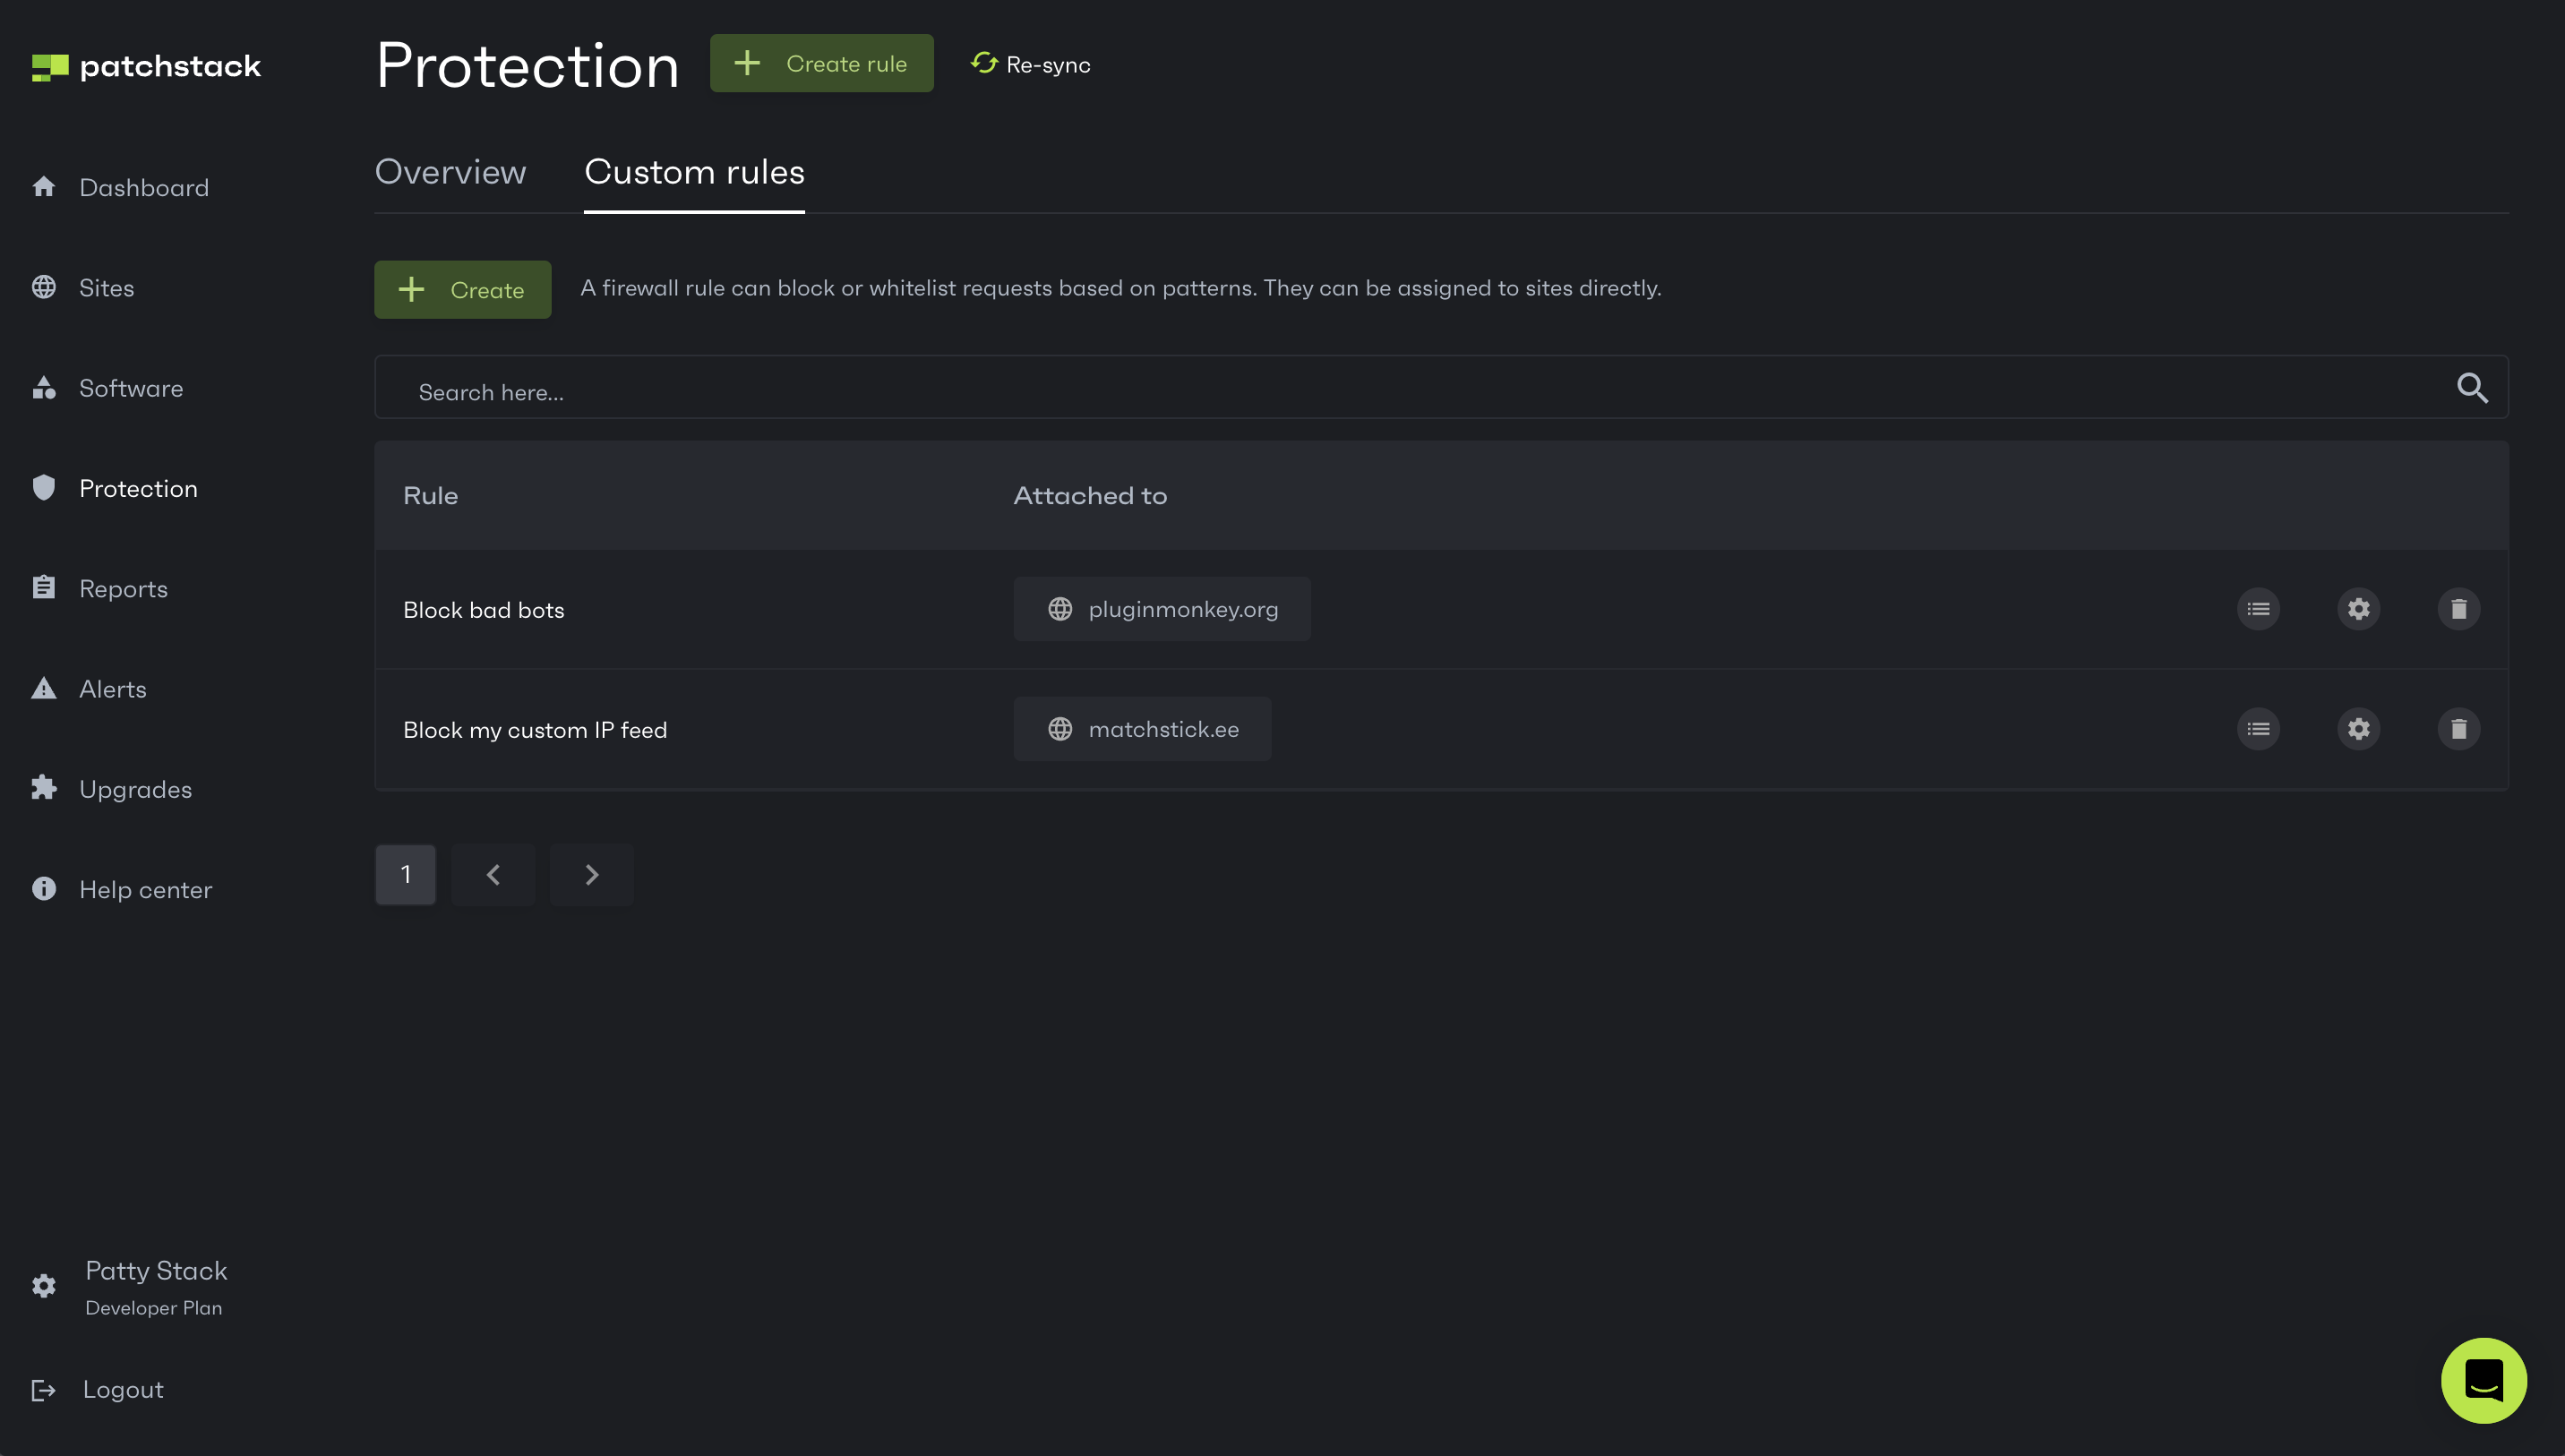 patchstack
Dashboard
Sites
Software
Protection
Reports
Alerts
Upgrades
Help center
Patty Stack
Developer Plan
Logout
Protection
Create rule
Re-sync
Overview
Custom rules
Create
A firewall rule can block or whitelist requests based on patterns. They can be assigned to sites directly.
Search here...
Rule
Attached to
Block bad bots
pluginmonkey.org
Block my custom IP feed
matchstick.ee
1